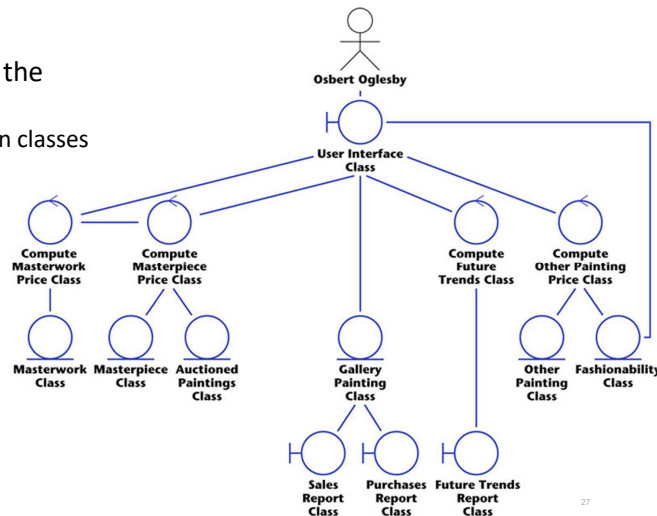 the
n classes
Osbert Oglesby
User Interface
Class
Compute
Masterwork
Price Class
Compute
Masterpiece
Price Class
Compute
Future
Trends Class
Compute
Other Painting
Price Class
Masterwork
Class
Masterpiece
Class
Auctioned
Paintings
Class
Gallery
Painting
Class
Other
Painting
Class
Fashionability
Class
Sales
Report
Class
Purchases
Report
Class
Future Trends
Report
Class
27